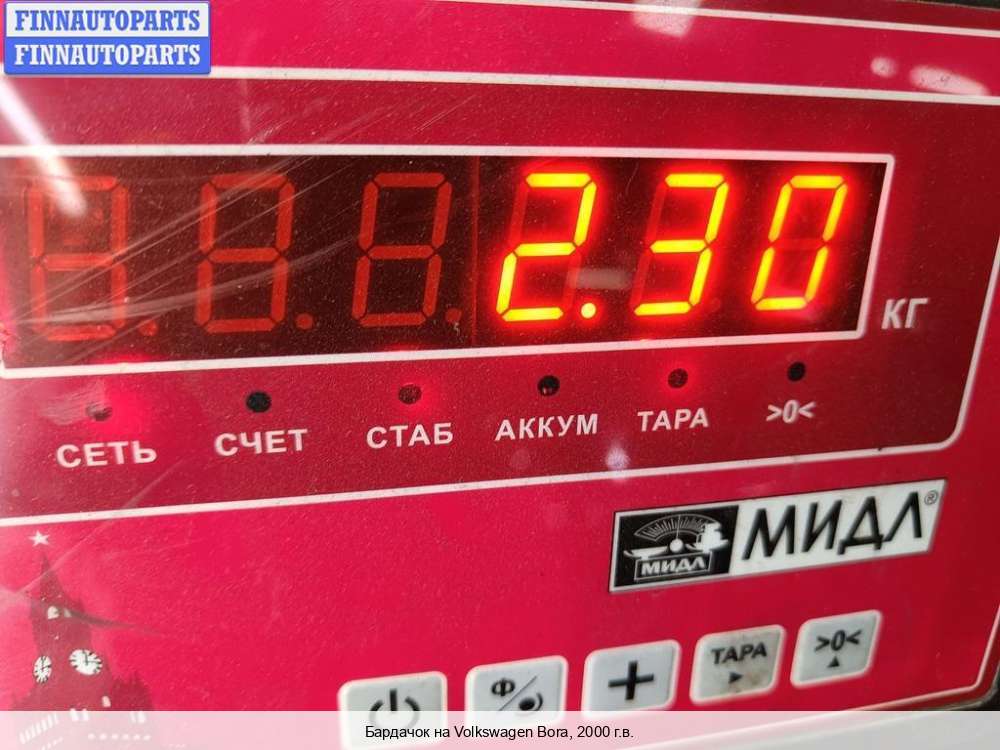 FINNAUTOPARTS
FINNAUTOPARTS
2.30
КГ
СЕТЬ СЧЕТ СТАБ АККУМ ТАРА >0<
МИДЛ МИДЛ®
Ф ТАРА >0<
Бардачок на Volkswagen Bora, 2000 г.в.